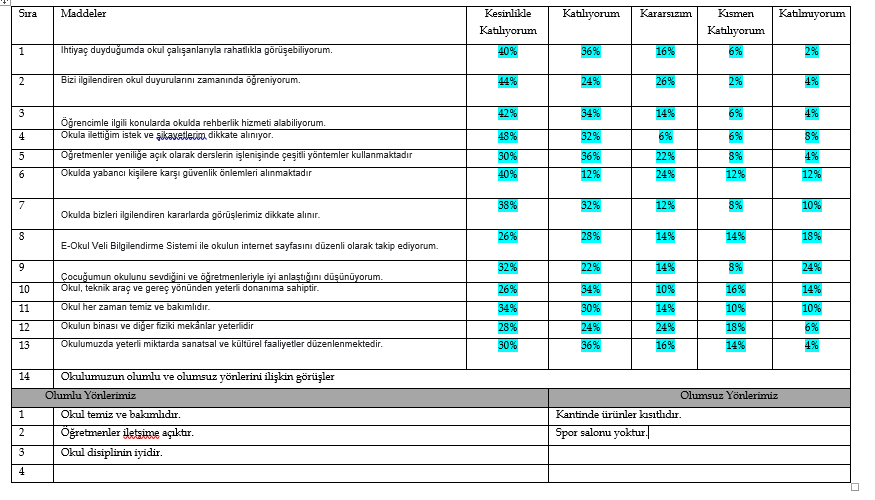 Sıra Maddeler Kesinlikle Katılıyorum Katılıyorum Kararsızım Kısmen Katılıyorum Katılmıyorum
1 Ihtiyaç duyduğumda okul çalışanlarıyla rahatlıkla görüşebiliyorum. 40% 36% 16% 6% 2%
2 Bizi ilgilendiren okul duyurularını zamanında öğreniyorum. 44% 24% 26% 2% 4%
3 Öğrencimle ilgili konularda okulda rehberlik hizmeti alabiliyorum. 42% 34% 14% 6% 4%
4 Okula ilettiğim istek ve şikayetlerim dikkate alınıyor. 48% 32% 6% 6% 8%
5 Öğretmenler yeniliğe açık olarak derslerin işlenişinde çeşitli yöntemler kullanmaktadır 30% 36% 22% 8% 4%
6 Okulda yabancı kişilere karşı güvenlik önlemleri alınmaktadır 40% 12% 24% 12% 12%
7 Okulda bizleri ilgilendiren kararlarda görüşlerimiz dikkate alınır. 38% 32% 12% 8% 10%
8 E-Okul Veli Bilgilendirme Sistemi ile okulun internet sayfasını düzenli olarak takip ediyorum. 26% 28% 14% 14% 18%
9 Çocuğumun okulunu sevdiğini ve öğretmenleriyle iyi anlaştığını düşünüyorum. 32% 22% 14% 8% 24%
10 Okul, teknik araç ve gereç yönünden yeterli donanıma sahiptir. 26% 34% 10% 16% 14%
11 Okul her zaman temiz ve bakımlıdır. 34% 30% 14% 10% 10%
12 Okulun binası ve diğer fiziki mekânlar yeterlidir 28% 24% 24% 18% 6%
13 Okulumuzda yeterli miktarda sanatsal ve kültürel faaliyetler düzenlenmektedir. 30% 36% 16% 14% 4%
14 Okulumuzun olumlu ve olumsuz yönlerini ilişkin görüşler
Olumlu Yönlerimiz Olumsuz Yönlerimiz
1 Okul temiz ve bakımlıdır. Kantinde ürünler kısıtlıdır.
2 Öğretmenler iletşime açıktır. Spor salonu yoktur.
3 Okul disiplinin iyidir.
4